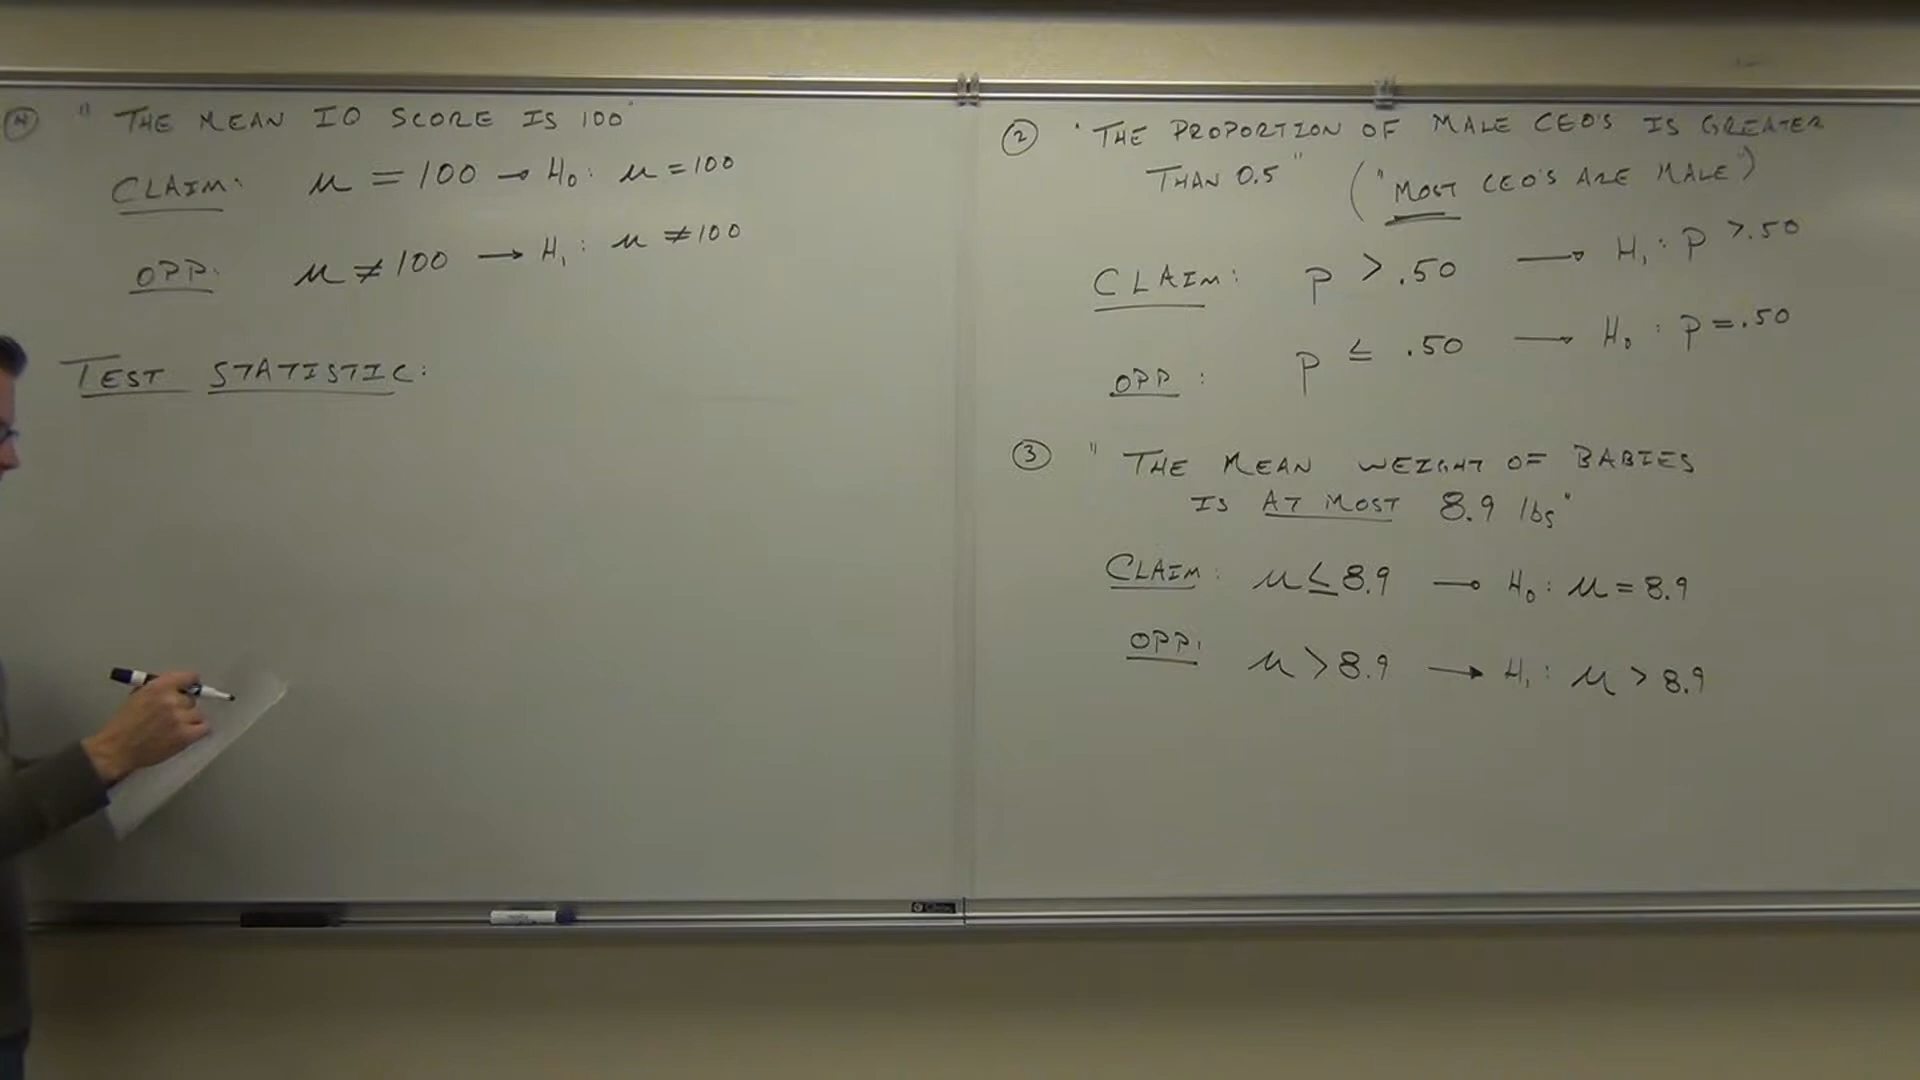 ④ "THE MEAN IQ SCORE IS 100"
CLAIM: μ = 100 → H₀: μ = 100
OPP: μ ≠ 100 → H₁: μ ≠ 100
TEST STATISTIC:
② "THE PROPORTION OF MALE CEO'S IS GREATER
THAN 0.5" ("MOST CEO'S ARE MALE")
CLAIM: p > .50 → H₁: p > .50
OPP: p ≤ .50 → H₀: p = .50
③ "THE MEAN WEIGHT OF BABIES
IS AT MOST 8.9 lbs"
CLAIM: μ ≤ 8.9 → H₀: μ = 8.9
OPP: μ > 8.9 → H₁: μ > 8.9